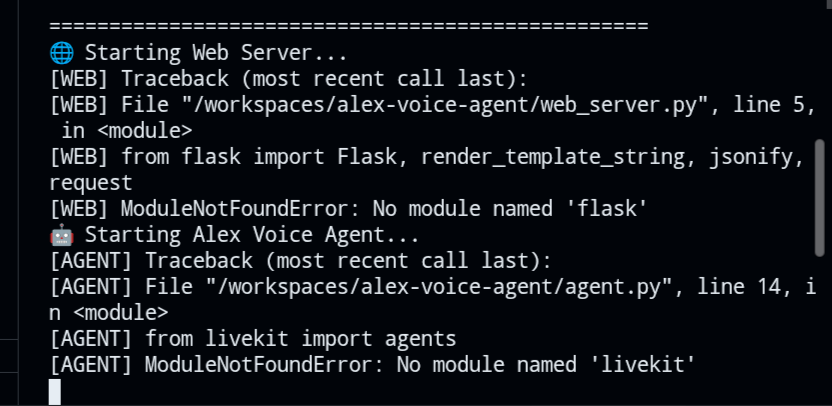 ==================================================
🌐 Starting Web Server...
[WEB] Traceback (most recent call last):
[WEB] File "/workspaces/alex-voice-agent/web_server.py", line 5,
 in <module>
[WEB] from flask import Flask, render_template_string, jsonify,
request
[WEB] ModuleNotFoundError: No module named 'flask'
🤖 Starting Alex Voice Agent...
[AGENT] Traceback (most recent call last):
[AGENT] File "/workspaces/alex-voice-agent/agent.py", line 14, i
n <module>
[AGENT] from livekit import agents
[AGENT] ModuleNotFoundError: No module named 'livekit'